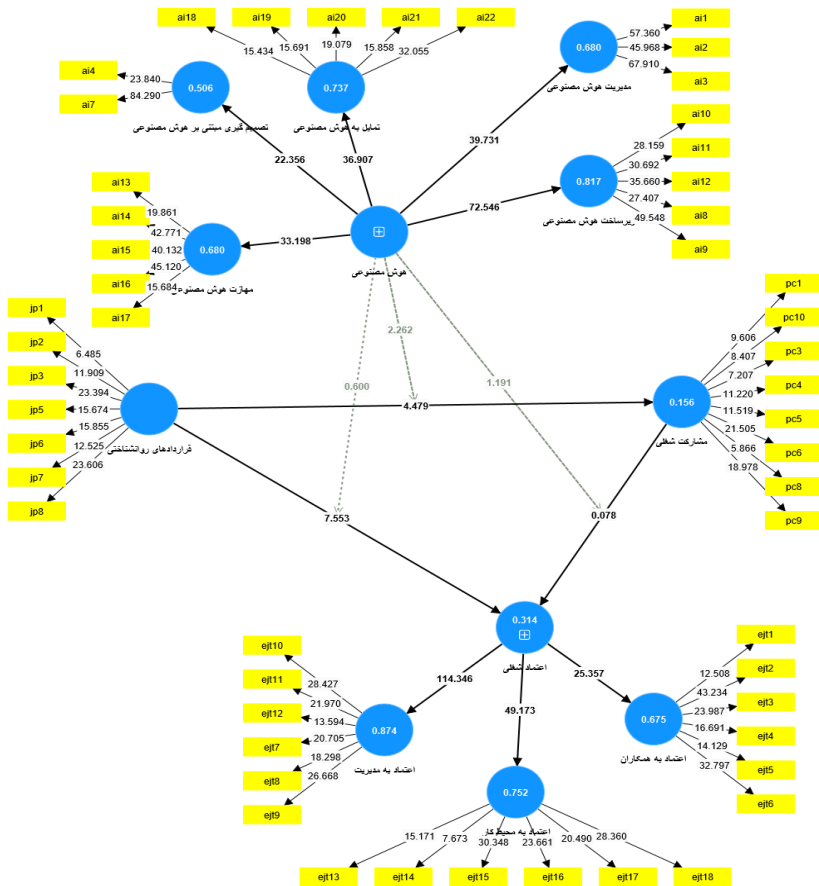 ai18
ai19
ai20
ai21
ai22
15.434
15.691
19.079
15.858
32.055
ai4
ai7
23.840
84.290
0.506
تصمیم گیری مبتنی بر هوش مصنوعی
0.737
تمایل به هوش مصنوعی
0.680
مدیریت هوش مصنوعی
57.360
45.968
67.910
ai1
ai2
ai3
22.356
36.907
39.731
72.546
33.198
0.817
زیرساخت هوش مصنوعی
28.159
30.692
35.660
27.407
49.548
ai10
ai11
ai12
ai8
ai9
ai13
ai14
ai15
ai16
ai17
19.861
42.771
40.132
45.120
15.684
0.680
مهارت هوش مصنوعی
هوش مصنوعی
0.600
2.262
1.191
jp1
jp2
jp3
jp5
jp6
jp7
jp8
6.485
11.909
23.394
15.674
15.855
12.525
23.606
قراردادهای روانشناختی
4.479
7.553
0.078
0.156
مشارکت شغلی
9.606
8.407
7.207
11.220
11.519
21.505
5.866
18.978
pc1
pc10
pc3
pc4
pc5
pc6
pc8
pc9
0.314
اعتماد شغلی
114.346
49.173
25.357
ejt10
ejt11
ejt12
ejt7
ejt8
ejt9
28.427
21.970
13.594
20.705
18.298
26.668
0.874
اعتماد به مدیریت
0.675
اعتماد به همکاران
12.508
43.234
23.987
16.691
14.129
32.797
ejt1
ejt2
ejt3
ejt4
ejt5
ejt6
0.752
اعتماد به محیط کار
15.171
7.673
30.348
23.661
20.490
28.360
ejt13
ejt14
ejt15
ejt16
ejt17
ejt18